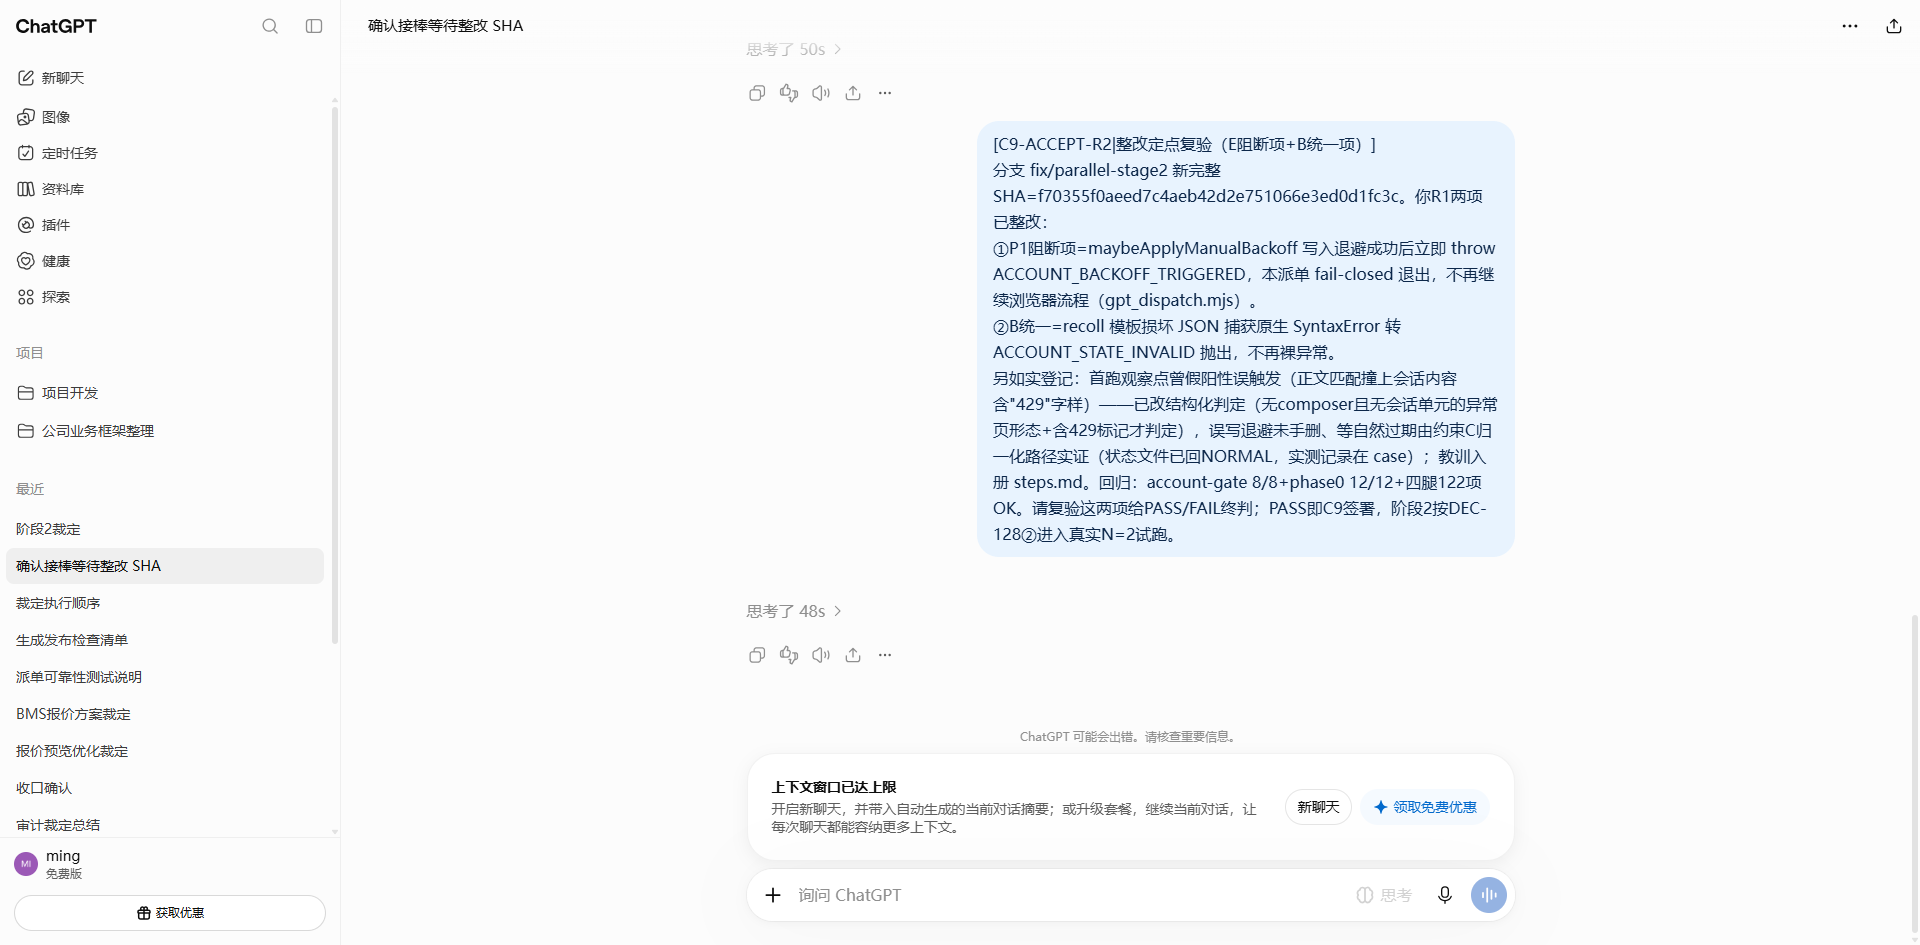 ChatGPT
新聊天
图像
定时任务
资料库
插件
健康
探索
项目
项目开发
公司业务框架整理
最近
阶段2裁定
确认接棒等待整改 SHA
裁定执行顺序
生成发布检查清单
派单可靠性测试说明
BMS报价方案裁定
报价预览优化裁定
收口确认
审计裁定总结
MI
ming
免费版
获取优惠
确认接棒等待整改 SHA
思考了 50s
[C9-ACCEPT-R2|整改定点复验（E阻断项+B统一项）]
分支 fix/parallel-stage2 新完整
SHA=f70355f0aeed7c4aeb42d2e751066e3ed0d1fc3c。你R1两项
已整改：
①P1阻断项=maybeApplyManualBackoff 写入退避成功后立即 throw
ACCOUNT_BACKOFF_TRIGGERED，本派单 fail-closed 退出，不再继
续浏览器流程（gpt_dispatch.mjs）。
②B统一=recoll 模板损坏 JSON 捕获原生 SyntaxError 转
ACCOUNT_STATE_INVALID 抛出，不再裸异常。
另如实登记：首跑观察点曾假阳性误触发（正文匹配撞上会话内容
含"429"字样）——已改结构化判定（无composer且无会话单元的异常
页形态+含429标记才判定），误写退避未手删、等自然过期由约束C归
一化路径实证（状态文件已回NORMAL，实测记录在 case）；教训入
册 steps.md。回归：account-gate 8/8+phase0 12/12+四腿122项
OK。请复验这两项给PASS/FAIL终判；PASS即C9签署，阶段2按DEC-
128②进入真实N=2试跑。
思考了 48s
ChatGPT 可能会出错。请核查重要信息。
上下文窗口已达上限
开启新聊天，并带入自动生成的当前对话摘要；或升级套餐，继续当前对话，让
每次聊天都能容纳更多上下文。
新聊天
领取免费优惠
询问 ChatGPT
思考